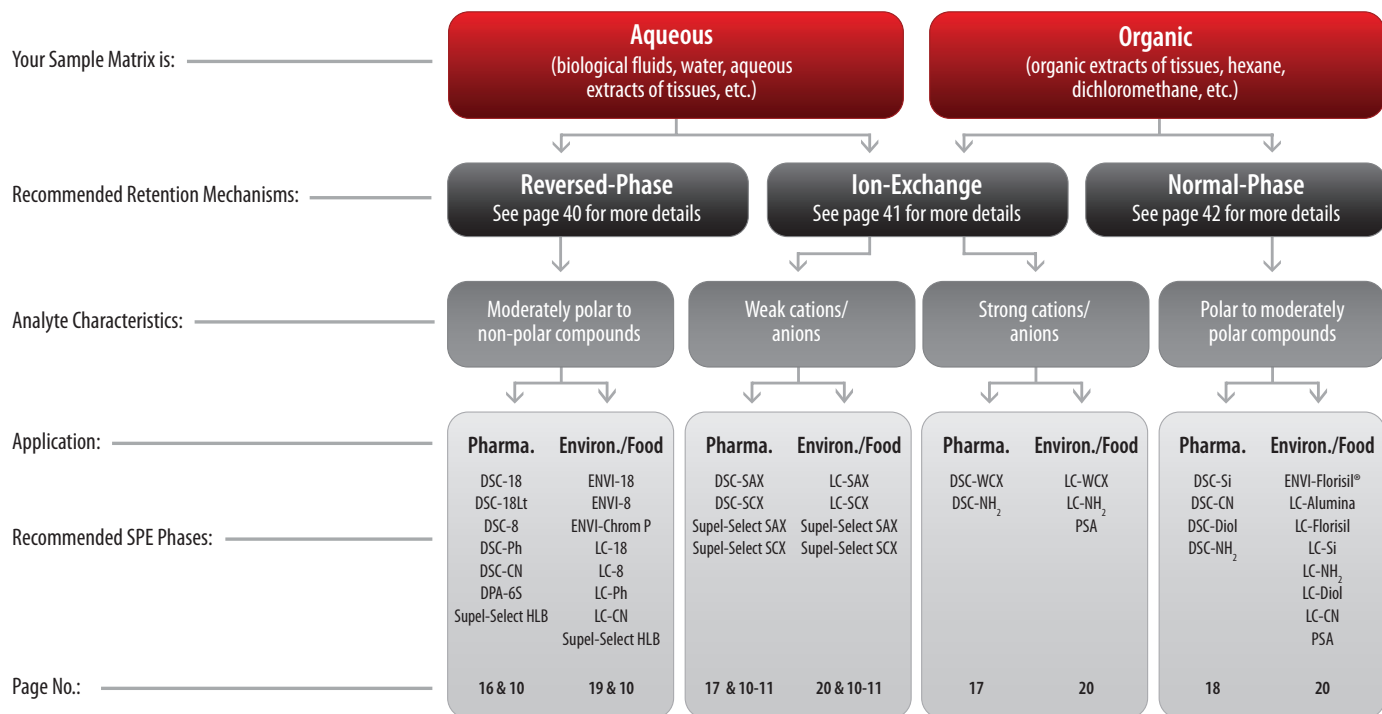 Your Sample Matrix is:
Aqueous
(biological fluids, water, aqueous
extracts of tissues, etc.)
Organic
(organic extracts of tissues, hexane,
dichloromethane, etc.)
Recommended Retention Mechanisms:
Reversed-Phase
See page 40 for more details
Ion-Exchange
See page 41 for more details
Normal-Phase
See page 42 for more details
Analyte Characteristics:
Moderately polar to
non-polar compounds
Weak cations/
anions
Strong cations/
anions
Polar to moderately
polar compounds
Application:
Pharma.
Environ./Food
Pharma.
Environ./Food
Pharma.
Environ./Food
Pharma.
Environ./Food
Recommended SPE Phases:
DSC-18
DSC-18Lt
DSC-8
DSC-Ph
DSC-CN
DPA-6S
Supel-Select HLB
ENVI-18
ENVI-8
ENVI-Chrom P
LC-18
LC-8
LC-Ph
LC-CN
Supel-Select HLB
DSC-SAX
DSC-SCX
Supel-Select SAX
Supel-Select SCX
LC-SAX
LC-SCX
Supel-Select SAX
Supel-Select SCX
DSC-WCX
DSC-NH₂
LC-WCX
LC-NH₂
PSA
DSC-Si
DSC-CN
DSC-Diol
DSC-NH₂
ENVI-Florisil®
LC-Alumina
LC-Florisil
LC-Si
LC-NH₂
LC-Diol
LC-CN
PSA
Page No.:
16 & 10
19 & 10
17 & 10-11
20 & 10-11
17
20
18
20